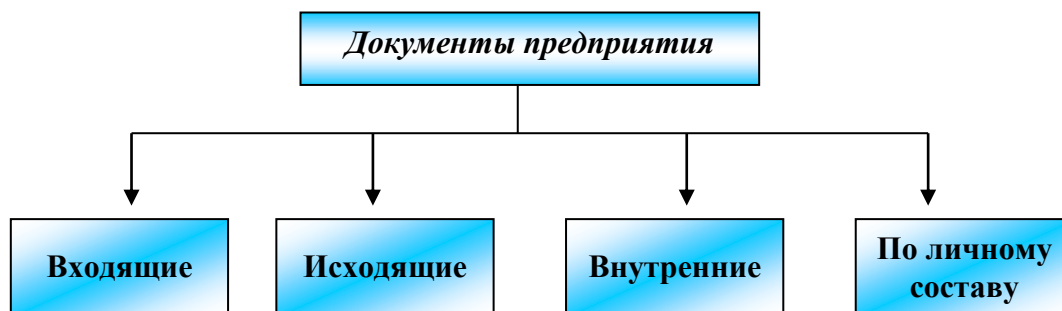 Документы предприятия
Входящие
Исходящие
Внутренние
По личному
составу